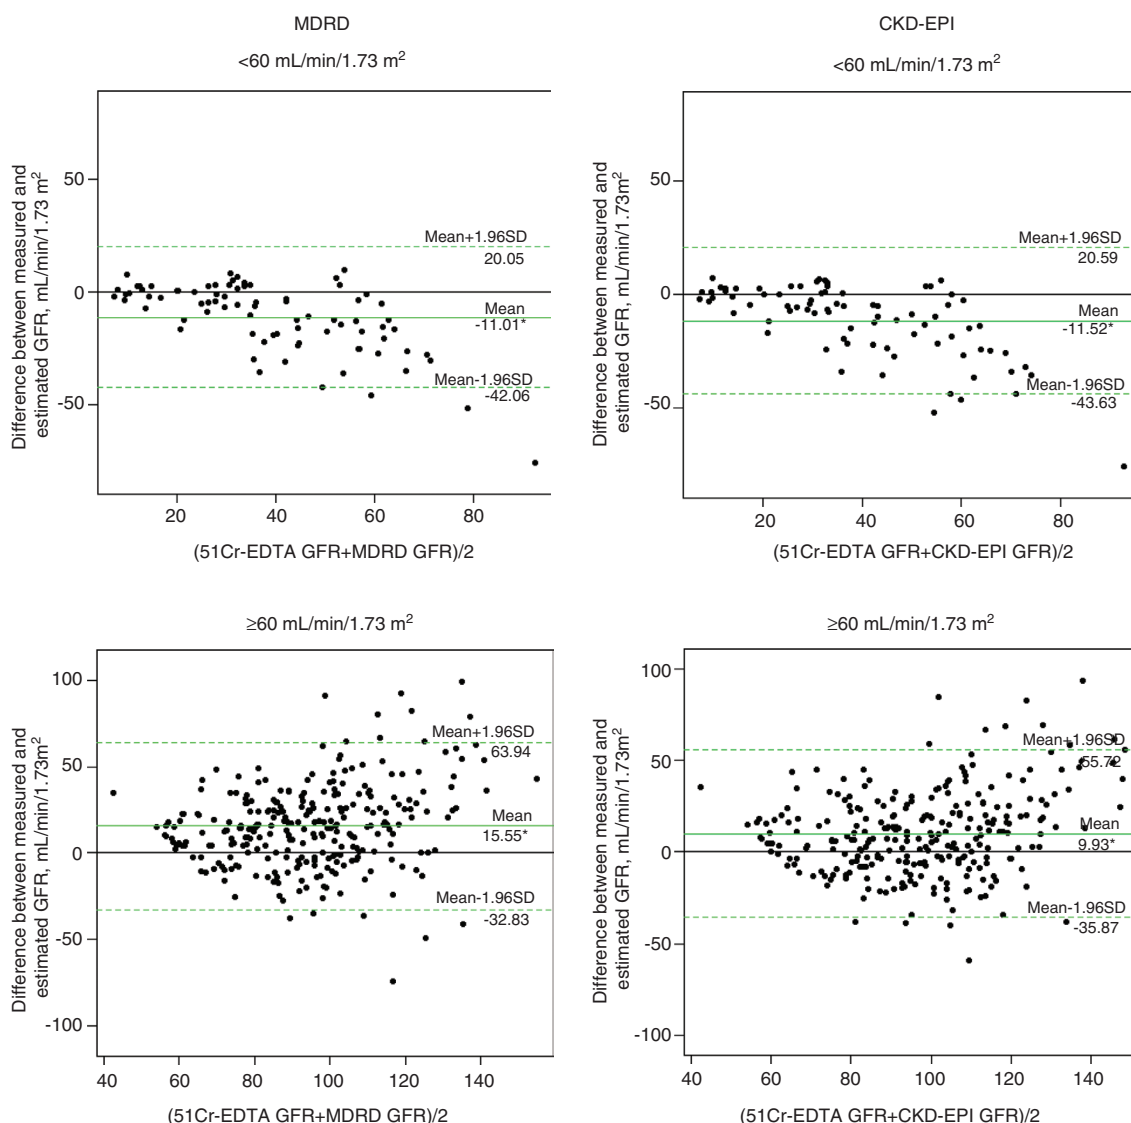 MDRD
<60 mL/min/1.73 m²
Difference between measured and
estimated GFR, mL/min/1.73 m²
50
0
-50
Mean+1.96SD
20.05
Mean
-11.01*
Mean-1.96SD
-42.06
20 40 60 80
(51Cr-EDTA GFR+MDRD GFR)/2
CKD-EPI
<60 mL/min/1.73 m²
Difference between measured and
estimated GFR, mL/min/1.73m²
50
0
-50
Mean+1.96SD
20.59
Mean
-11.52*
Mean-1.96SD
-43.63
20 40 60 80
(51Cr-EDTA GFR+CKD-EPI GFR)/2
≥60 mL/min/1.73 m²
Difference between measured and
estimated GFR, mL/min/1.73m²
100
50
0
-50
-100
Mean+1.96SD
63.94
Mean
15.55*
Mean-1.96SD
-32.83
40 60 80 100 120 140
(51Cr-EDTA GFR+MDRD GFR)/2
≥60 mL/min/1.73 m²
Difference between measured and
estimated GFR, mL/min/1.73m²
100
50
0
-50
-100
Mean+1.96SD
55.72
Mean
9.93*
Mean-1.96SD
-35.87
40 60 80 100 120 140
(51Cr-EDTA GFR+CKD-EPI GFR)/2